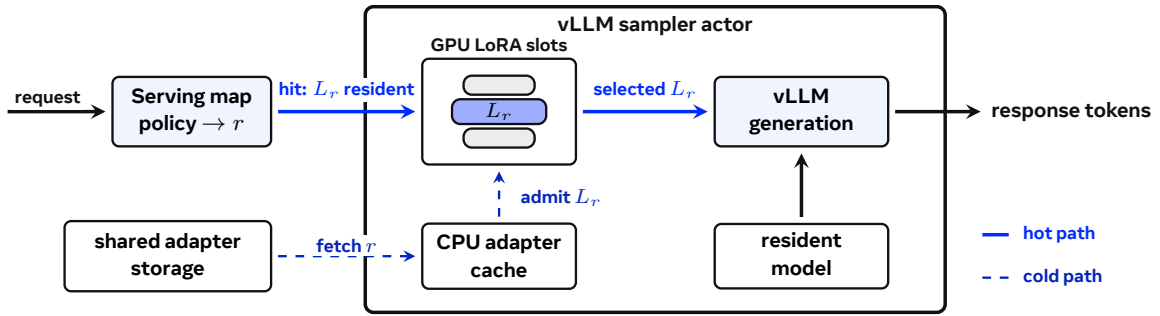 vLLM sampler actor
GPU LoRA slots
request
Serving map
policy → r
hit: L_r resident
L_r
selected L_r
vLLM
generation
response tokens
admit L_r
shared adapter
storage
fetch r
CPU adapter
cache
resident
model
hot path
cold path